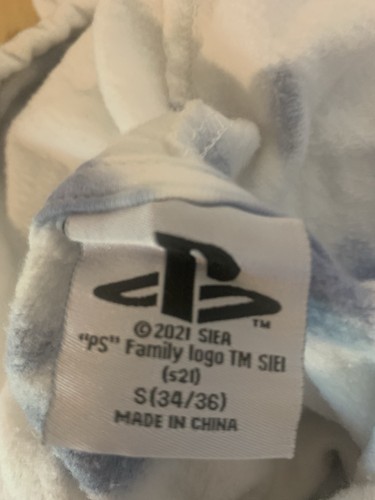 TM
©2021 SIEA
"PS" Family logo TM SIEI
(s21)
S(34/36)
MADE IN CHINA